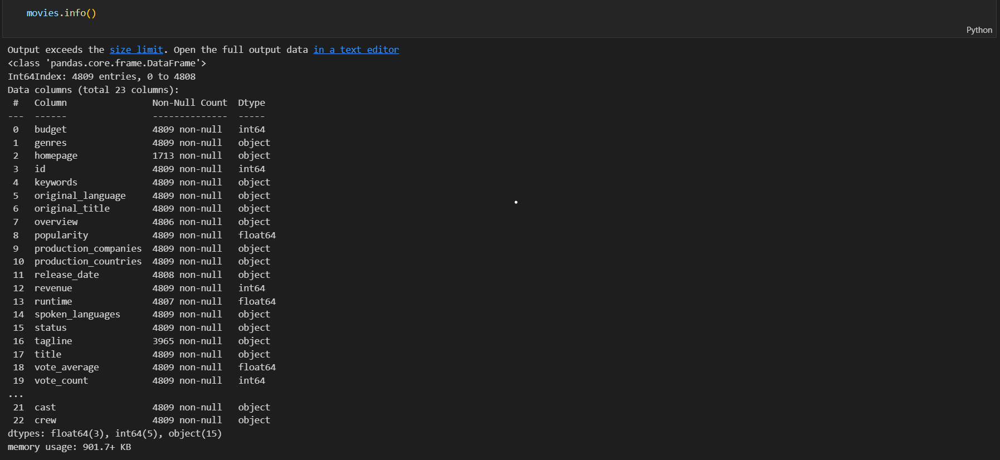 movies.info()
Python
Output exceeds the size limit. Open the full output data in a text editor
<class 'pandas.core.frame.DataFrame'>
Int64Index: 4809 entries, 0 to 4808
Data columns (total 23 columns):
 #   Column                Non-Null Count  Dtype
---  ------                --------------  -----
 0   budget                4809 non-null   int64
 1   genres                4809 non-null   object
 2   homepage              1713 non-null   object
 3   id                    4809 non-null   int64
 4   keywords              4809 non-null   object
 5   original_language     4809 non-null   object
 6   original_title        4809 non-null   object
 7   overview              4806 non-null   object
 8   popularity            4809 non-null   float64
 9   production_companies  4809 non-null   object
 10  production_countries  4809 non-null   object
 11  release_date          4808 non-null   object
 12  revenue               4809 non-null   int64
 13  runtime               4807 non-null   float64
 14  spoken_languages      4809 non-null   object
 15  status                4809 non-null   object
 16  tagline               3965 non-null   object
 17  title                 4809 non-null   object
 18  vote_average          4809 non-null   float64
 19  vote_count            4809 non-null   int64
...
 21  cast                  4809 non-null   object
 22  crew                  4809 non-null   object
dtypes: float64(3), int64(5), object(15)
memory usage: 901.7+ KB